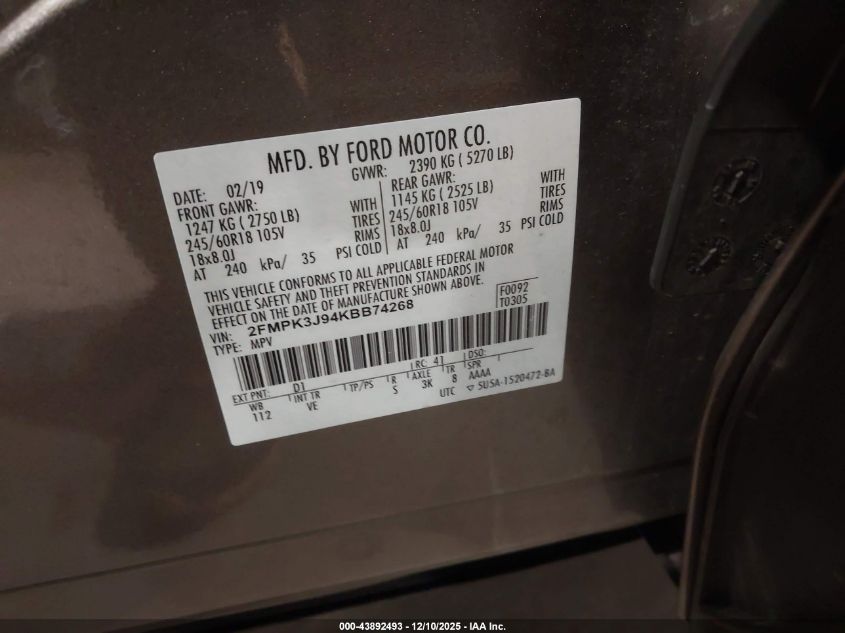 MFD. BY FORD MOTOR CO.
DATE: 02/19 GVWR: 2390 KG ( 5270 LB)
FRONT GAWR: REAR GAWR:
1247 KG ( 2750 LB) WITH 1145 KG ( 2525 LB) WITH
245/60R18 105V TIRES 245/60R18 105V TIRES
18x8.0J RIMS 18x8.0J RIMS
AT 240 kPa/ 35 PSI COLD AT 240 kPa/ 35 PSI COLD
THIS VEHICLE CONFORMS TO ALL APPLICABLE FEDERAL MOTOR
VEHICLE SAFETY AND THEFT PREVENTION STANDARDS IN
EFFECT ON THE DATE OF MANUFACTURE SHOWN ABOVE.
VIN: 2FMPK3J94KBB74268 F0092
TYPE: MPV T0305
EXT PNT: D1 RC: 41 DSO:
WB INT TR TP/PS R AXLE TR SPR
112 VE S 3K 8 AAAA
UTC ▽ 5U5A-1520472-BA
000-43892493 - 12/10/2025 - IAA Inc.